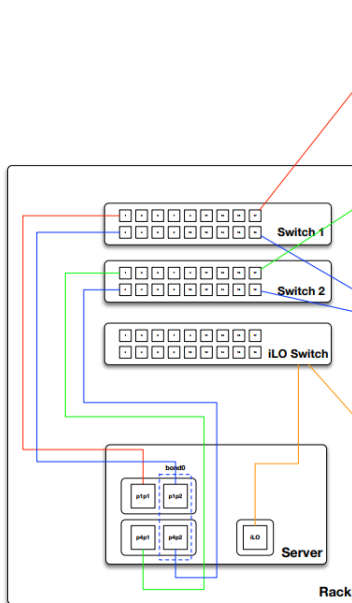 Switch 1
Switch 2
iLO Switch
bond0
p1p1
p1p2
p4p1
p4p2
iLO
Server
Rack